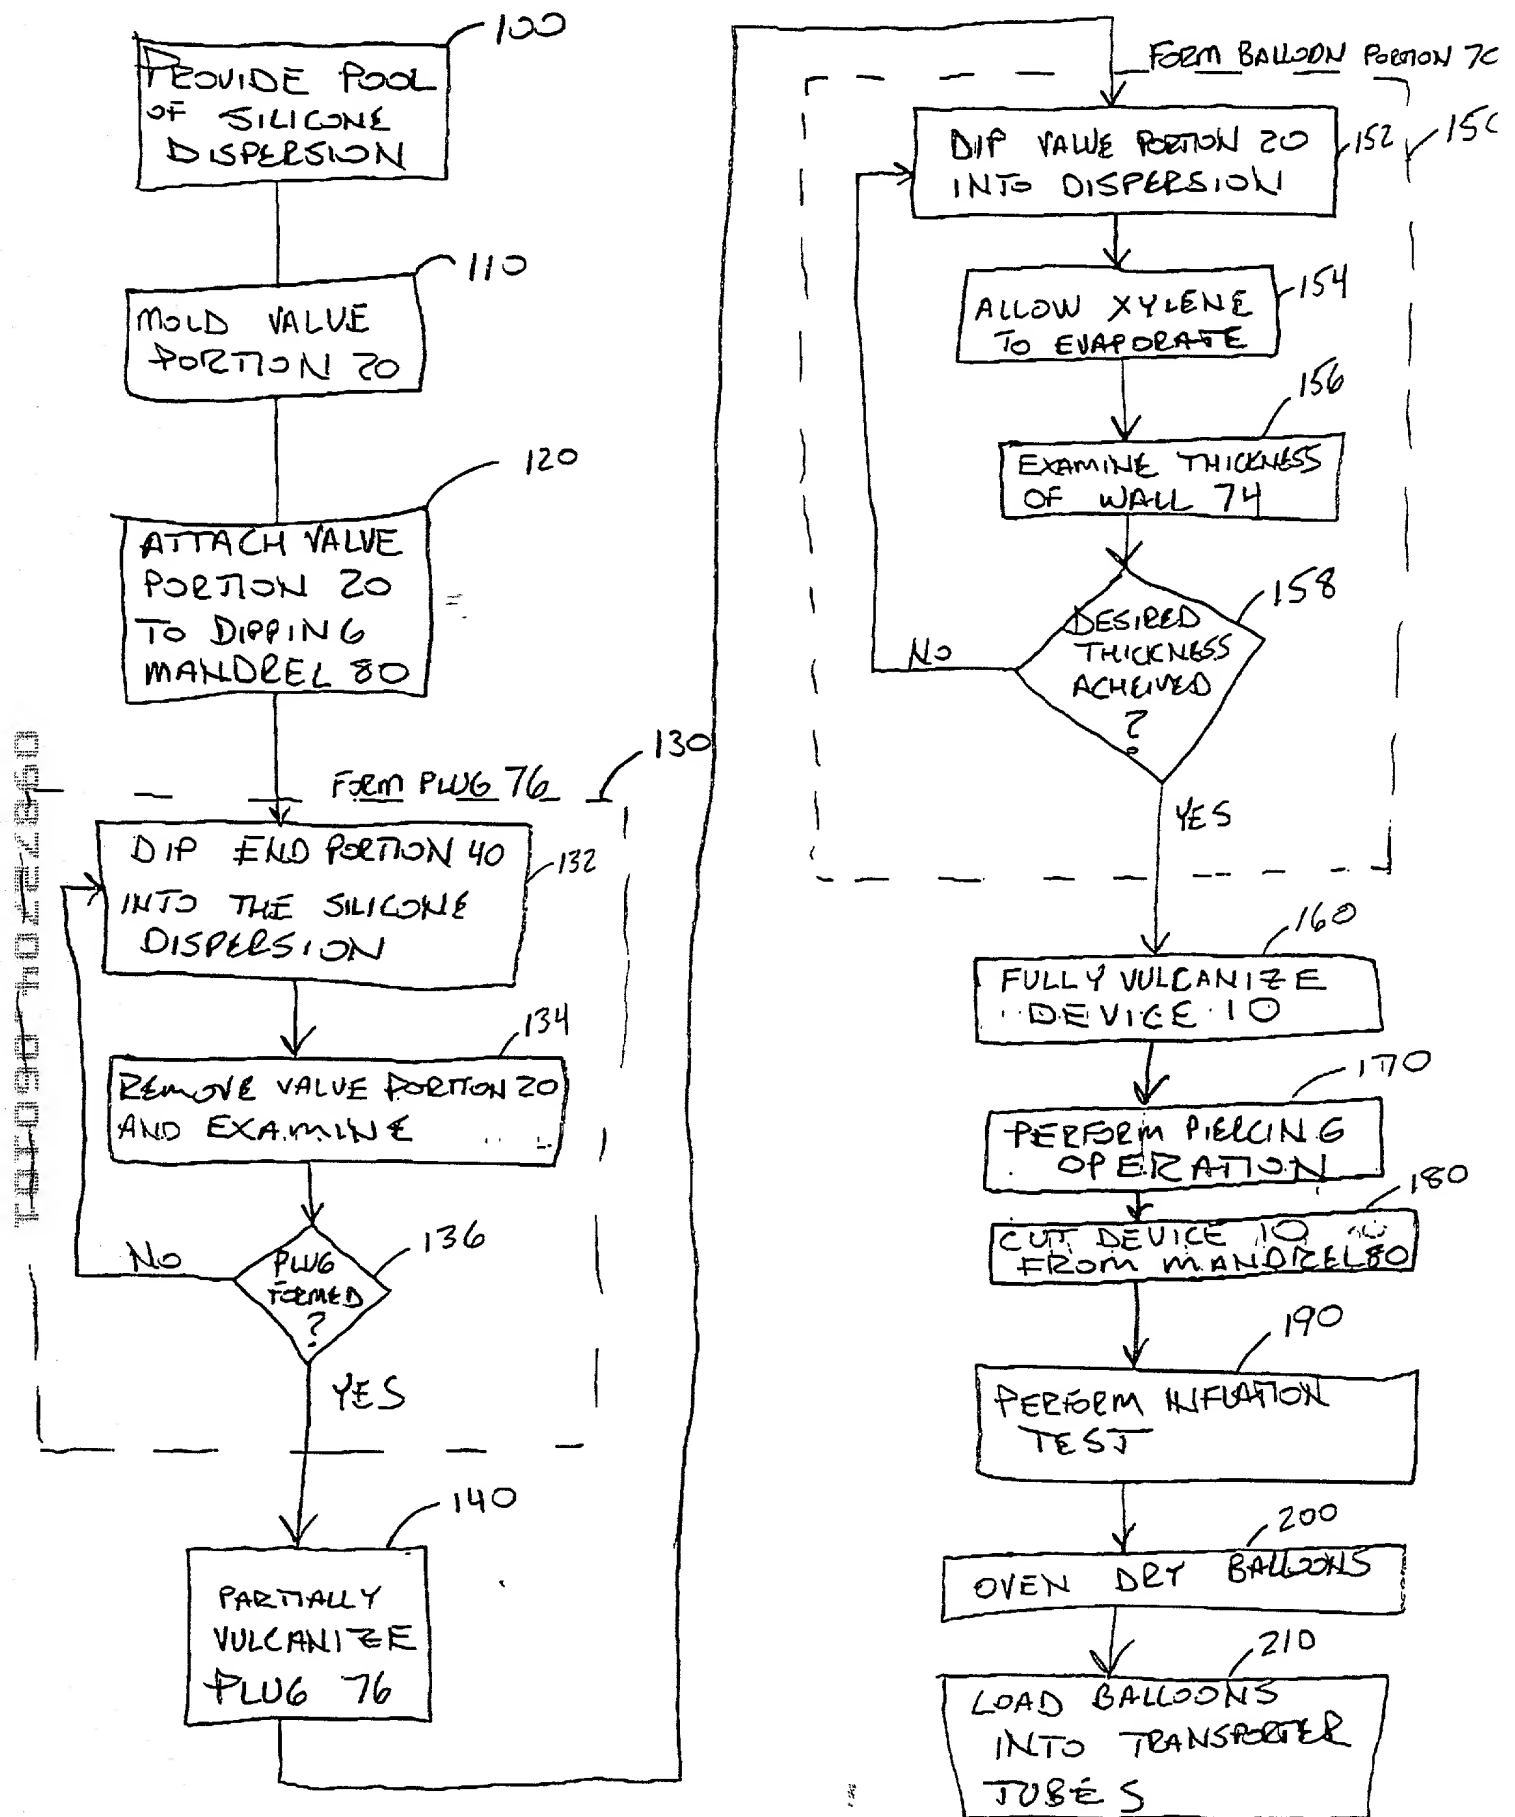 100
PROVIDE POOL
OF SILICONE
DISPERSION
110
MOLD VALUE
PORTION 20
120
ATTACH VALVE
PORTION 20
TO DIPPING
MANDREL 80
130
FORM PLUG 76
DIP END PORTION 40
INTO THE SILICONE
DISPERSION
132
134
REMOVE VALUE PORTION 20
AND EXAMINE
136
PLUG
FORMED
?
No
YES
140
PARTIALLY
VULCANIZE
PLUG 76
FORM BALLOON PORTION 70
150
DIP VALUE PORTION 20
INTO DISPERSION
152
ALLOW XYLENE
TO EVAPORATE
154
156
EXAMINE THICKNESS
OF WALL 74
158
DESIRED
THICKNESS
ACHEIVED
?
No
YES
160
FULLY VULCANIZE
DEVICE 10
170
PERFORM PIERCING
OPERATION
180
CUT DEVICE 10
FROM MANDREL 80
190
PERFORM INFLATION
TEST
200
OVEN DRY BALLOONS
210
LOAD BALLOONS
INTO TRANSPORTER
TUBES